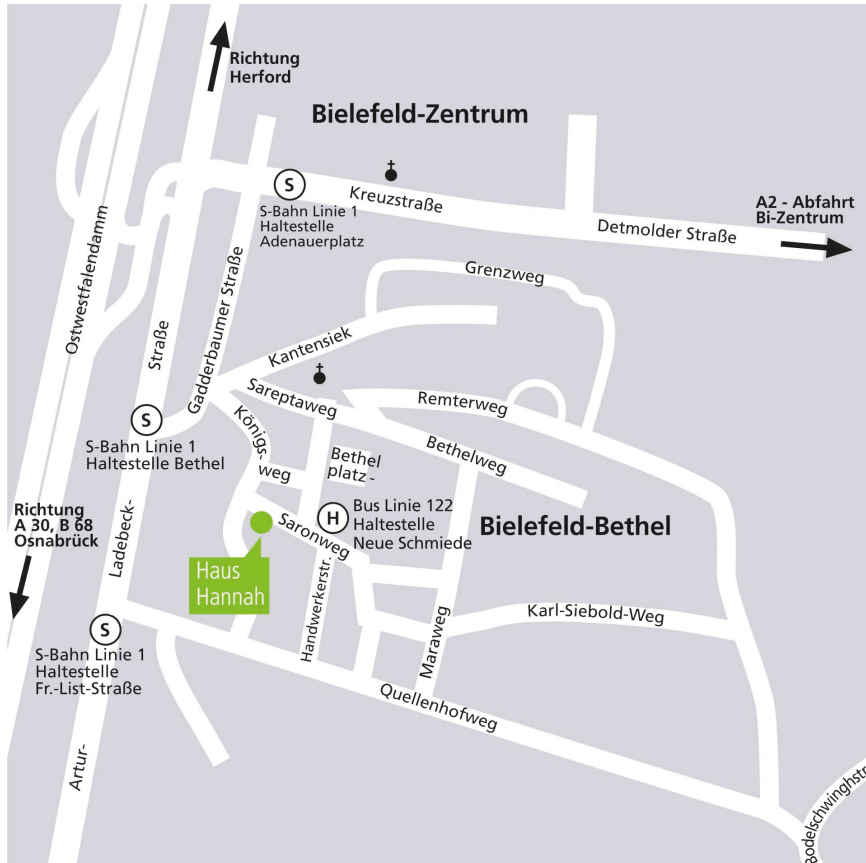 Richtung
Herford
Bielefeld-Zentrum
S
Kreuzstraße
S-Bahn Linie 1
Haltestelle
Adenauerplatz
A2 - Abfahrt
Bi-Zentrum
Detmolder Straße
Ostwestfalendamm
Grenzweg
Gadderbaumer Straße
Straße
Kantensiek
Sareptaweg
Remterweg
S
S-Bahn Linie 1
Haltestelle Bethel
Königs-
weg
Bethel
platz-
Bethelweg
Richtung
A 30, B 68
Osnabrück
Ladebeck-
H
Bus Linie 122
Haltestelle
Neue Schmiede
Bielefeld-Bethel
Saronweg
Haus
Hannah
Handwerkerstr.
Karl-Siebold-Weg
Maraweg
S
S-Bahn Linie 1
Haltestelle
Fr.-List-Straße
Quellenhofweg
Artur-
Bodelschwinghstr